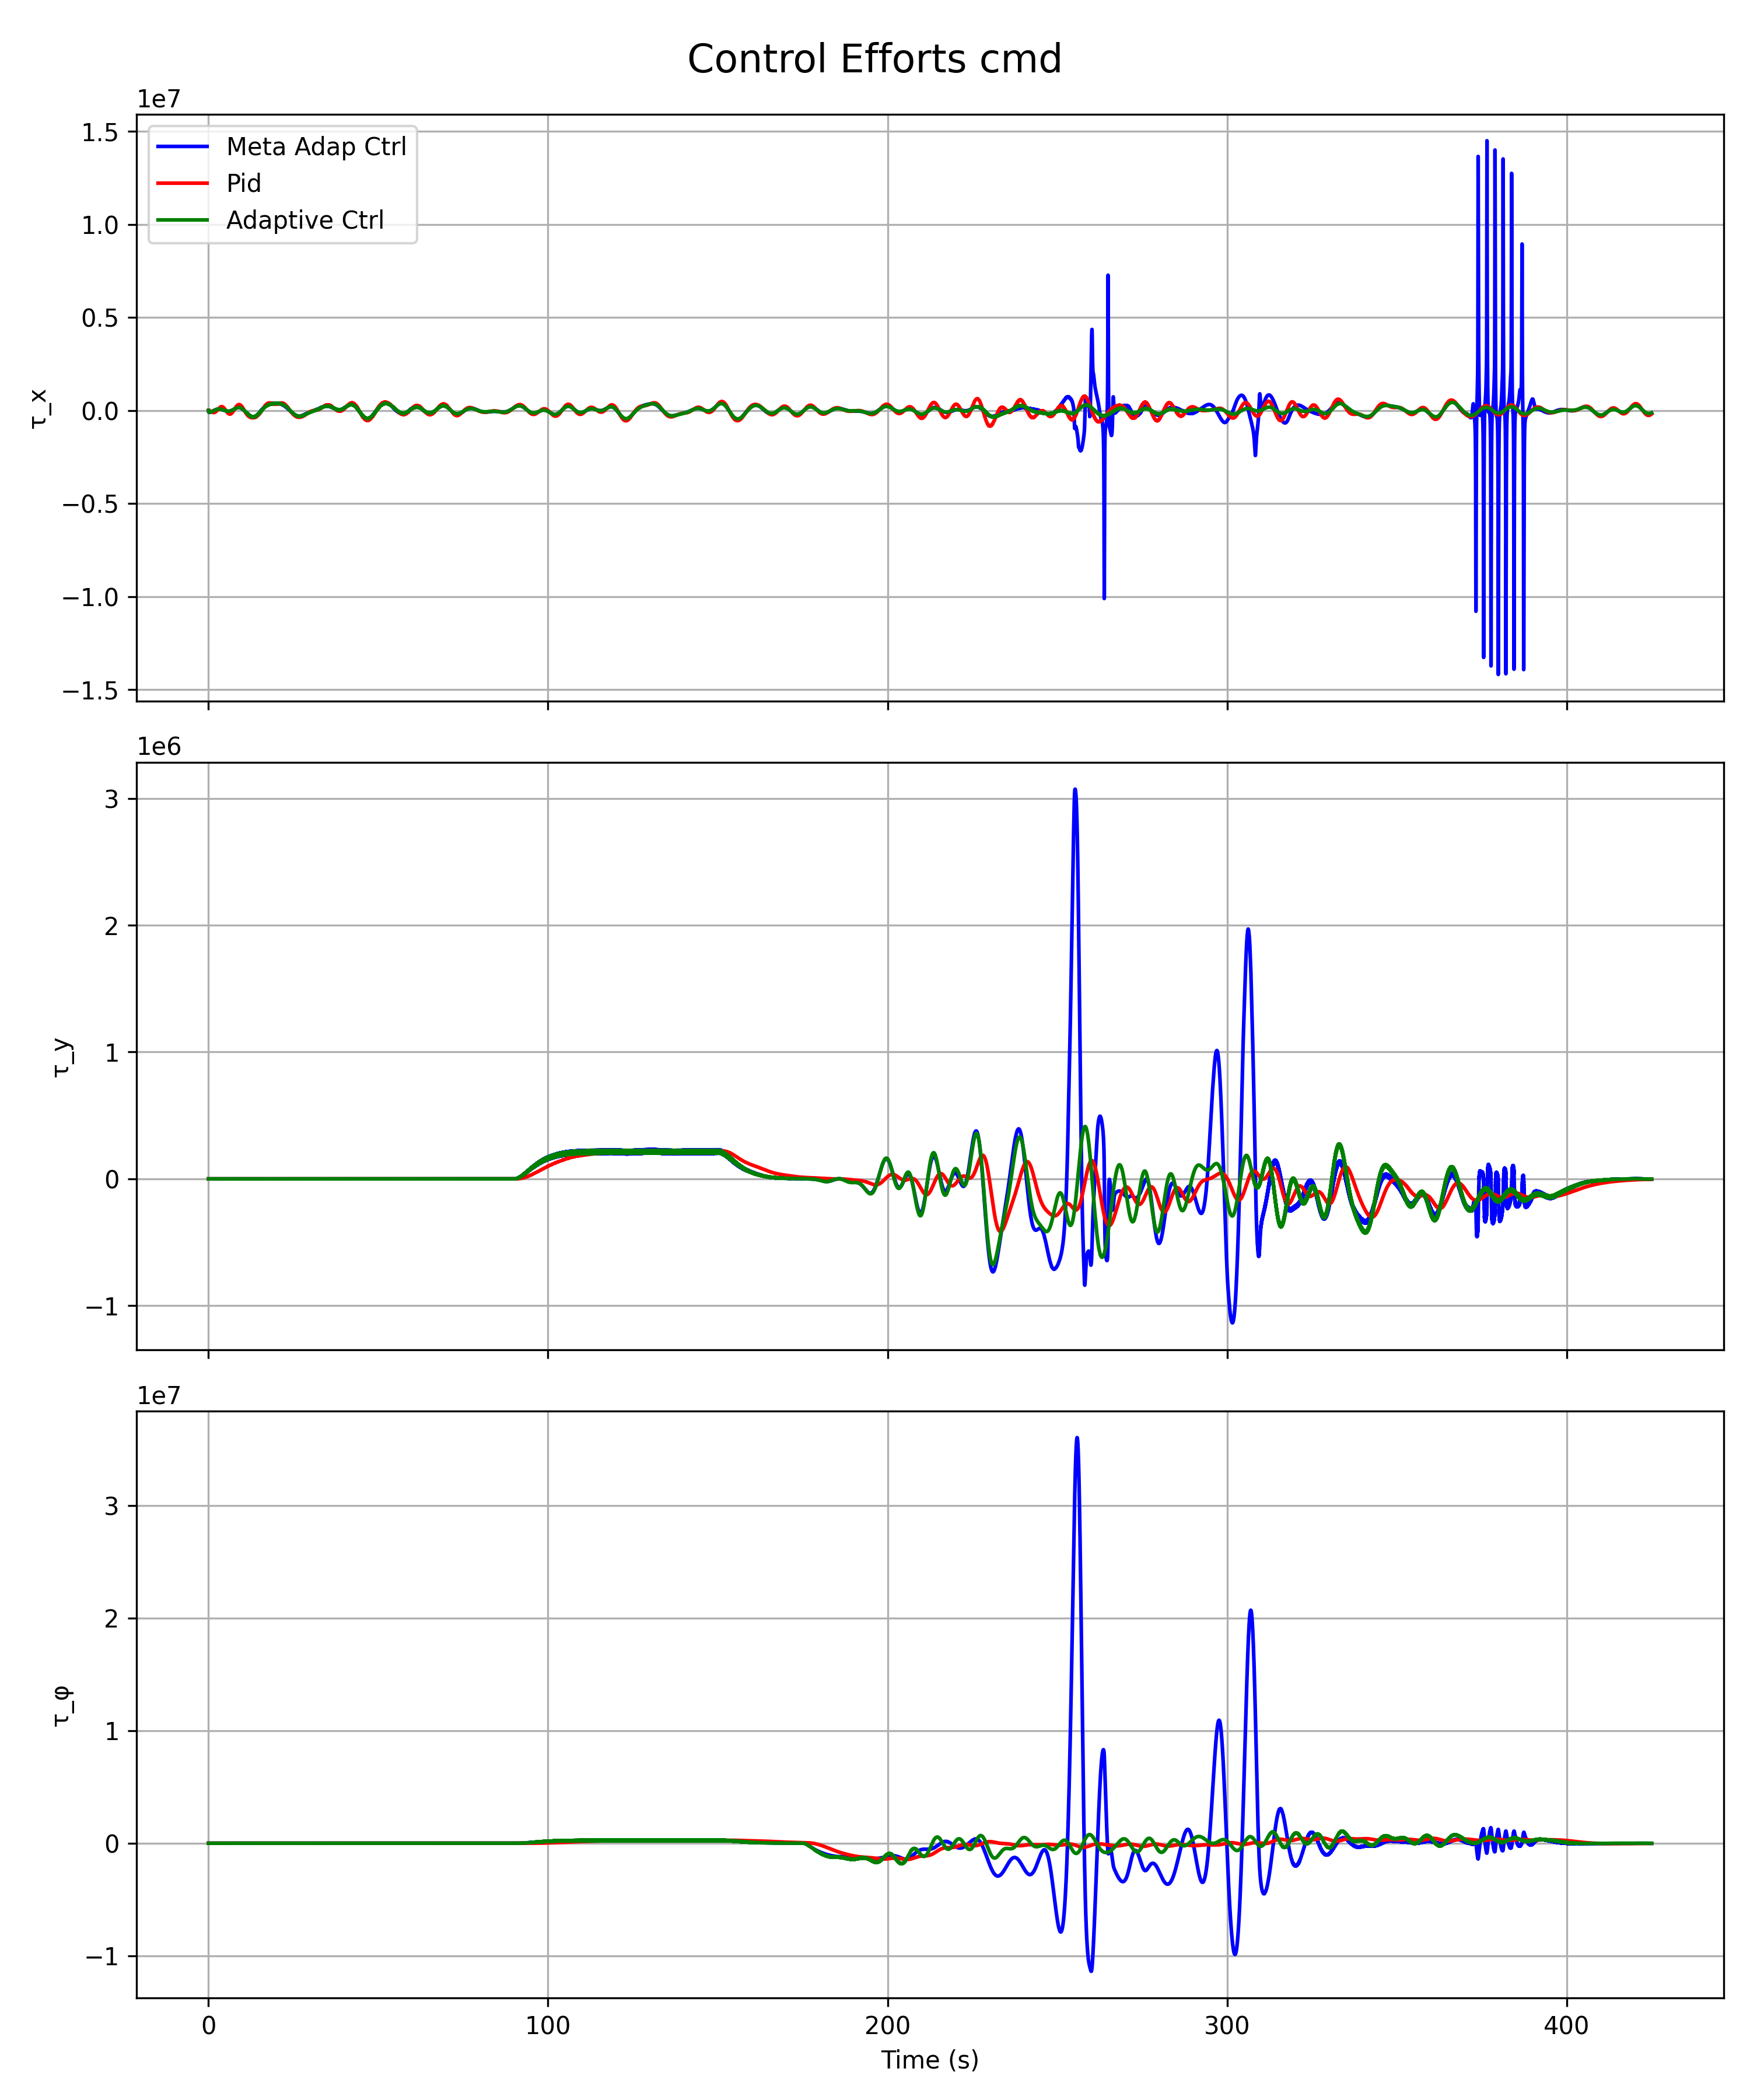 Control Efforts cmd
1e7
1.5
1.0
0.5
0.0
−0.5
−1.0
−1.5
τ_x
Meta Adap Ctrl
Pid
Adaptive Ctrl
1e6
3
2
1
0
−1
τ_y
1e7
3
2
1
0
−1
τ_φ
0 100 200 300 400
Time (s)